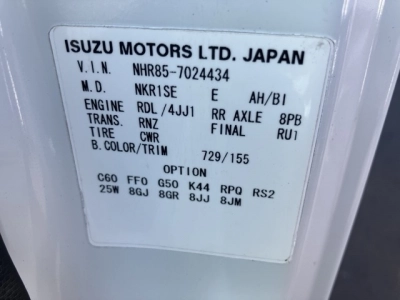 ISUZU MOTORS LTD. JAPAN
V.I.N. NHR85-7024434
M.D. NKR1SE E AH/BI
ENGINE RDL/4JJ1 RR AXLE 8PB
TRANS. RNZ FINAL RU1
TIRE CWR
B.COLOR/TRIM 729/155
OPTION
C60 FF0 G50 K44 RPQ RS2
25W 8GJ 8GR 8JJ 8JM